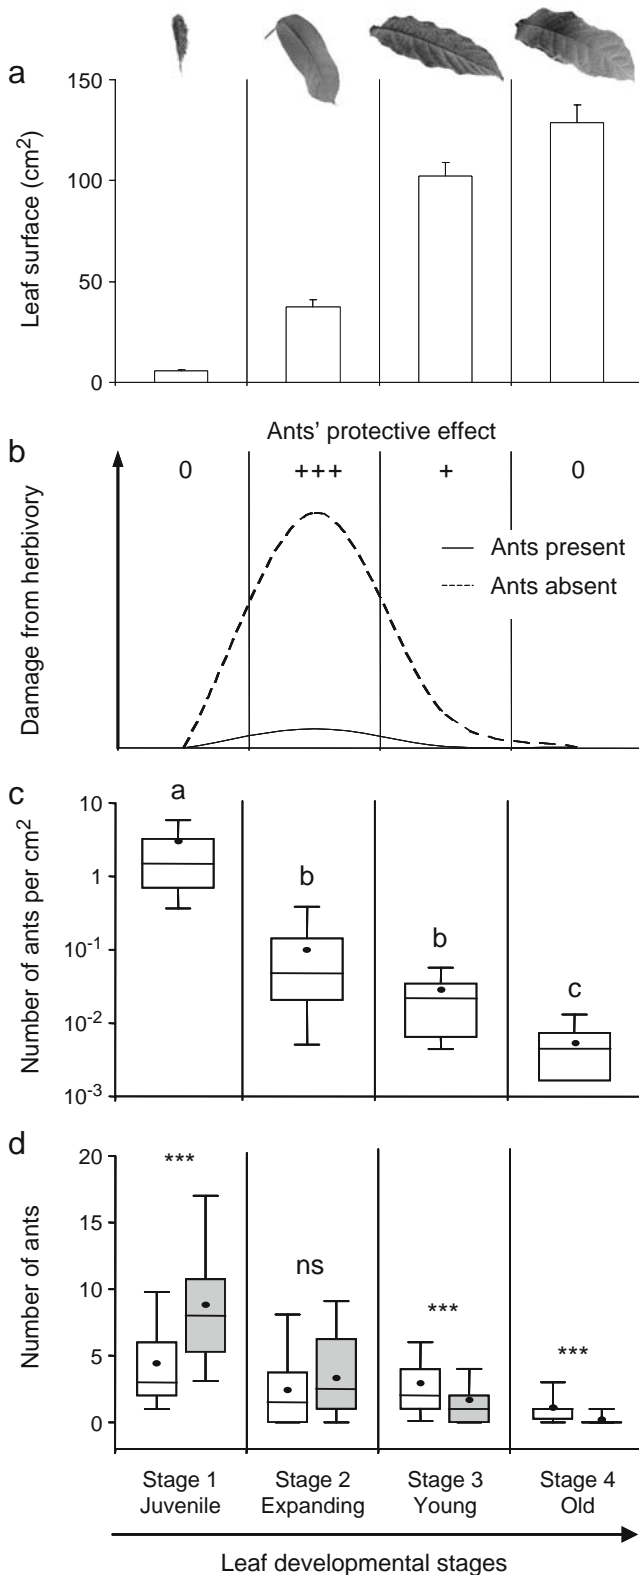 a
Leaf surface (cm²)
150
100
50
0
b
Ants' protective effect
0 +++ + 0
Damage from herbivory
Ants present
Ants absent
c
Number of ants per cm²
10
1
10⁻¹
10⁻²
10⁻³
a
b
b
c
d
Number of ants
20
15
10
5
0
***
ns
***
***
Stage 1 Stage 2 Stage 3 Stage 4
Juvenile Expanding Young Old
Leaf developmental stages